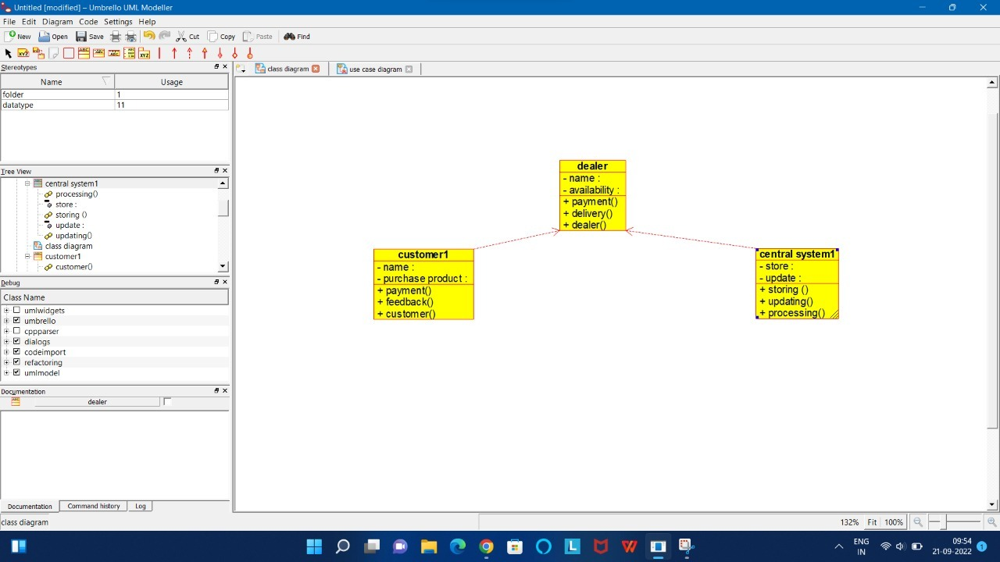 Untitled [modified] – Umbrello UML Modeller
File Edit Diagram Code Settings Help
New Open Save Cut Copy Paste Find
Stereotypes
Name Usage
folder 1
datatype 11
Tree View
central system1
processing()
store :
storing ()
update :
updating()
class diagram
customer1
customer()
Debug
Class Name
umlwidgets
umbrello
cppparser
dialogs
codeimport
refactoring
umlmodel
Documentation
dealer
Documentation Command history Log
class diagram
class diagram use case diagram
dealer
- name :
- availability :
+ payment()
+ delivery()
+ dealer()
customer1
- name :
- purchase product :
+ payment()
+ feedback()
+ customer()
central system1
- store :
- update :
+ storing ()
+ updating()
+ processing()
132% Fit 100%
ENG
IN
09:54
21-09-2022
1